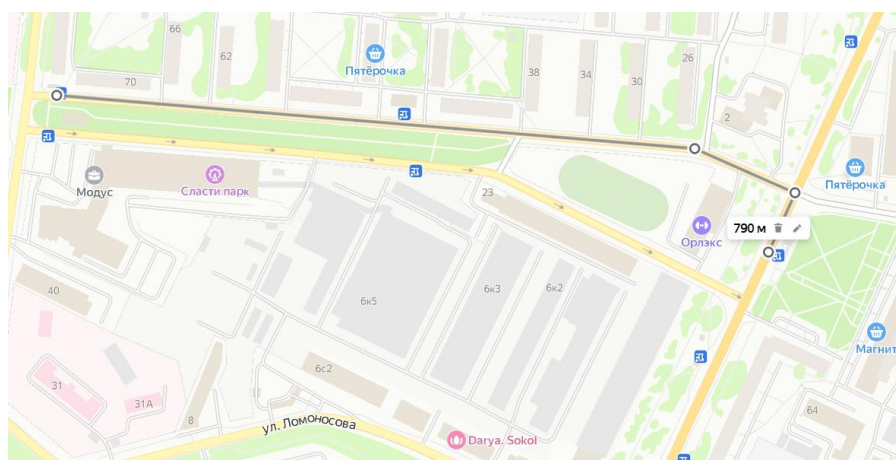 66
62
Пятёрочка
70
38
34
30
26
2
Пятёрочка
Модус
Сласти парк
23
Орлэкс
790 м
40
6к5
6к3
6к2
Магнит
31
31А
6с2
8
ул. Ломоносова
Darya. Sokol
64